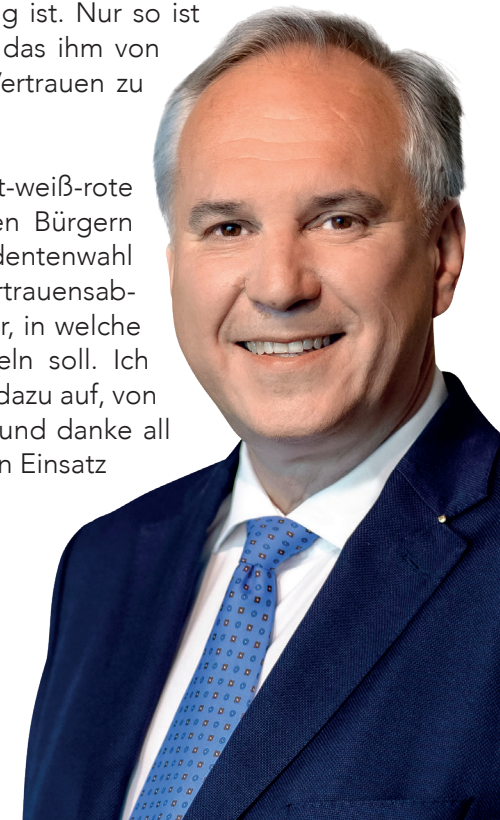 g ist. Nur so ist
das ihm von
ertrauen zu
t-weiß-rote
en Bürgern
dentenwahl
rtrauensab-
r, in welche
eln soll. Ich
dazu auf, von
und danke all
n Einsatz